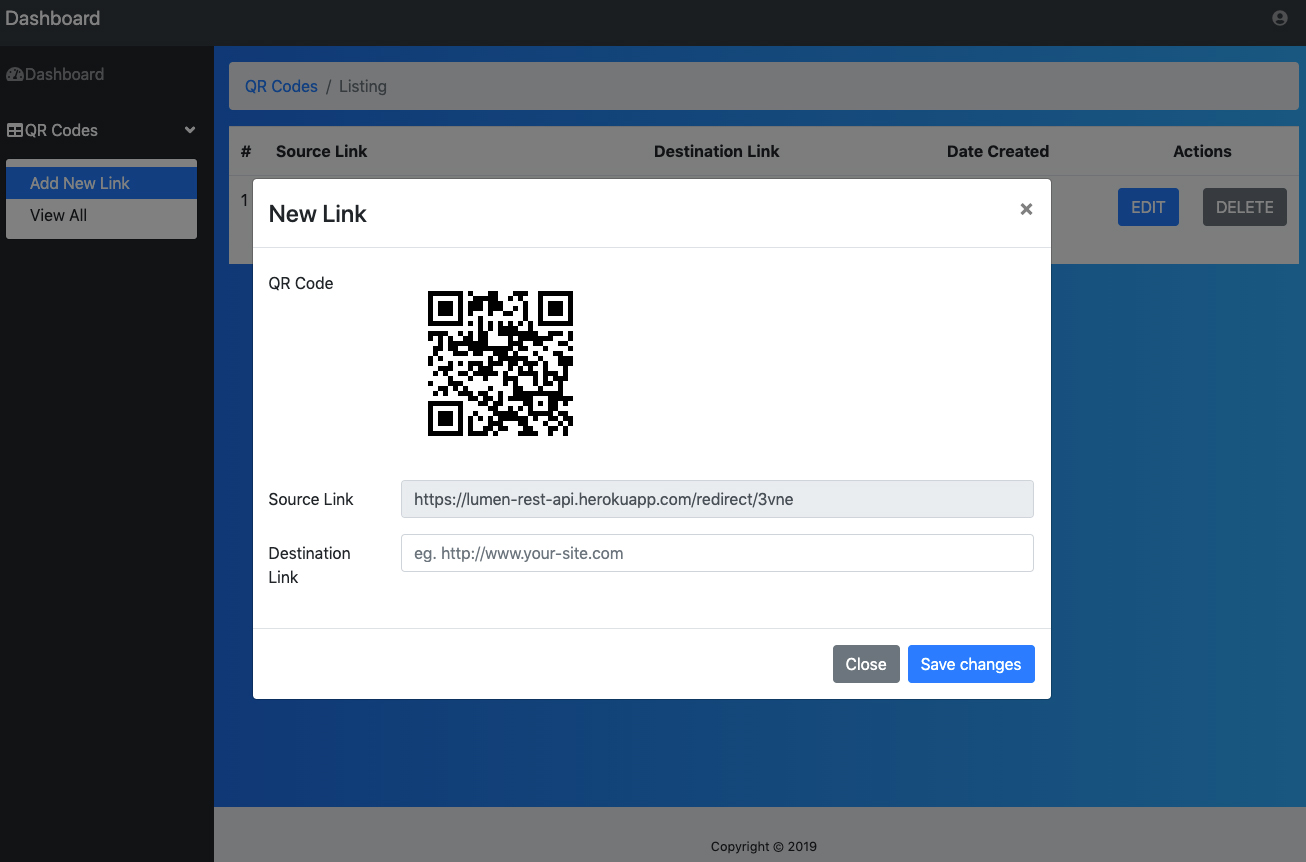 Dashboard
Dashboard
QR Codes
Add New Link
View All
QR Codes / Listing
# Source Link Destination Link Date Created Actions
1 EDIT DELETE
New Link ×
QR Code
Source Link https://lumen-rest-api.herokuapp.com/redirect/3vne
Destination Link eg. http://www.your-site.com
Close Save changes
Copyright © 2019